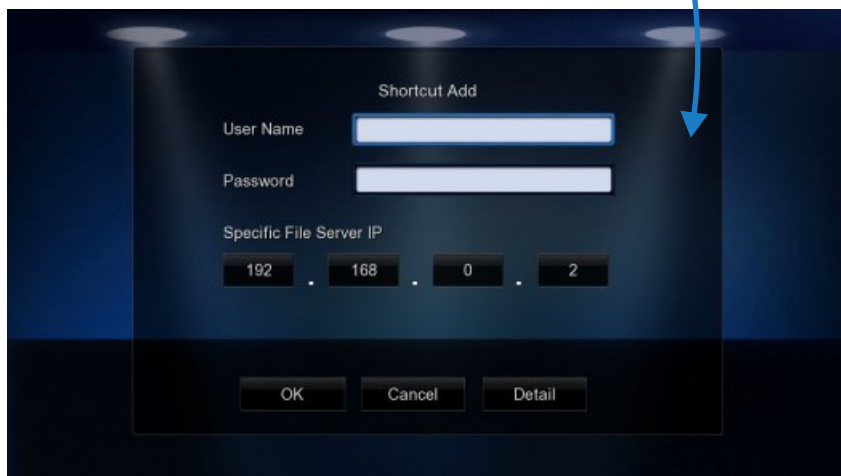 Shortcut Add
User Name
Password
Specific File Server IP
192 . 168 . 0 . 2
OK Cancel Detail